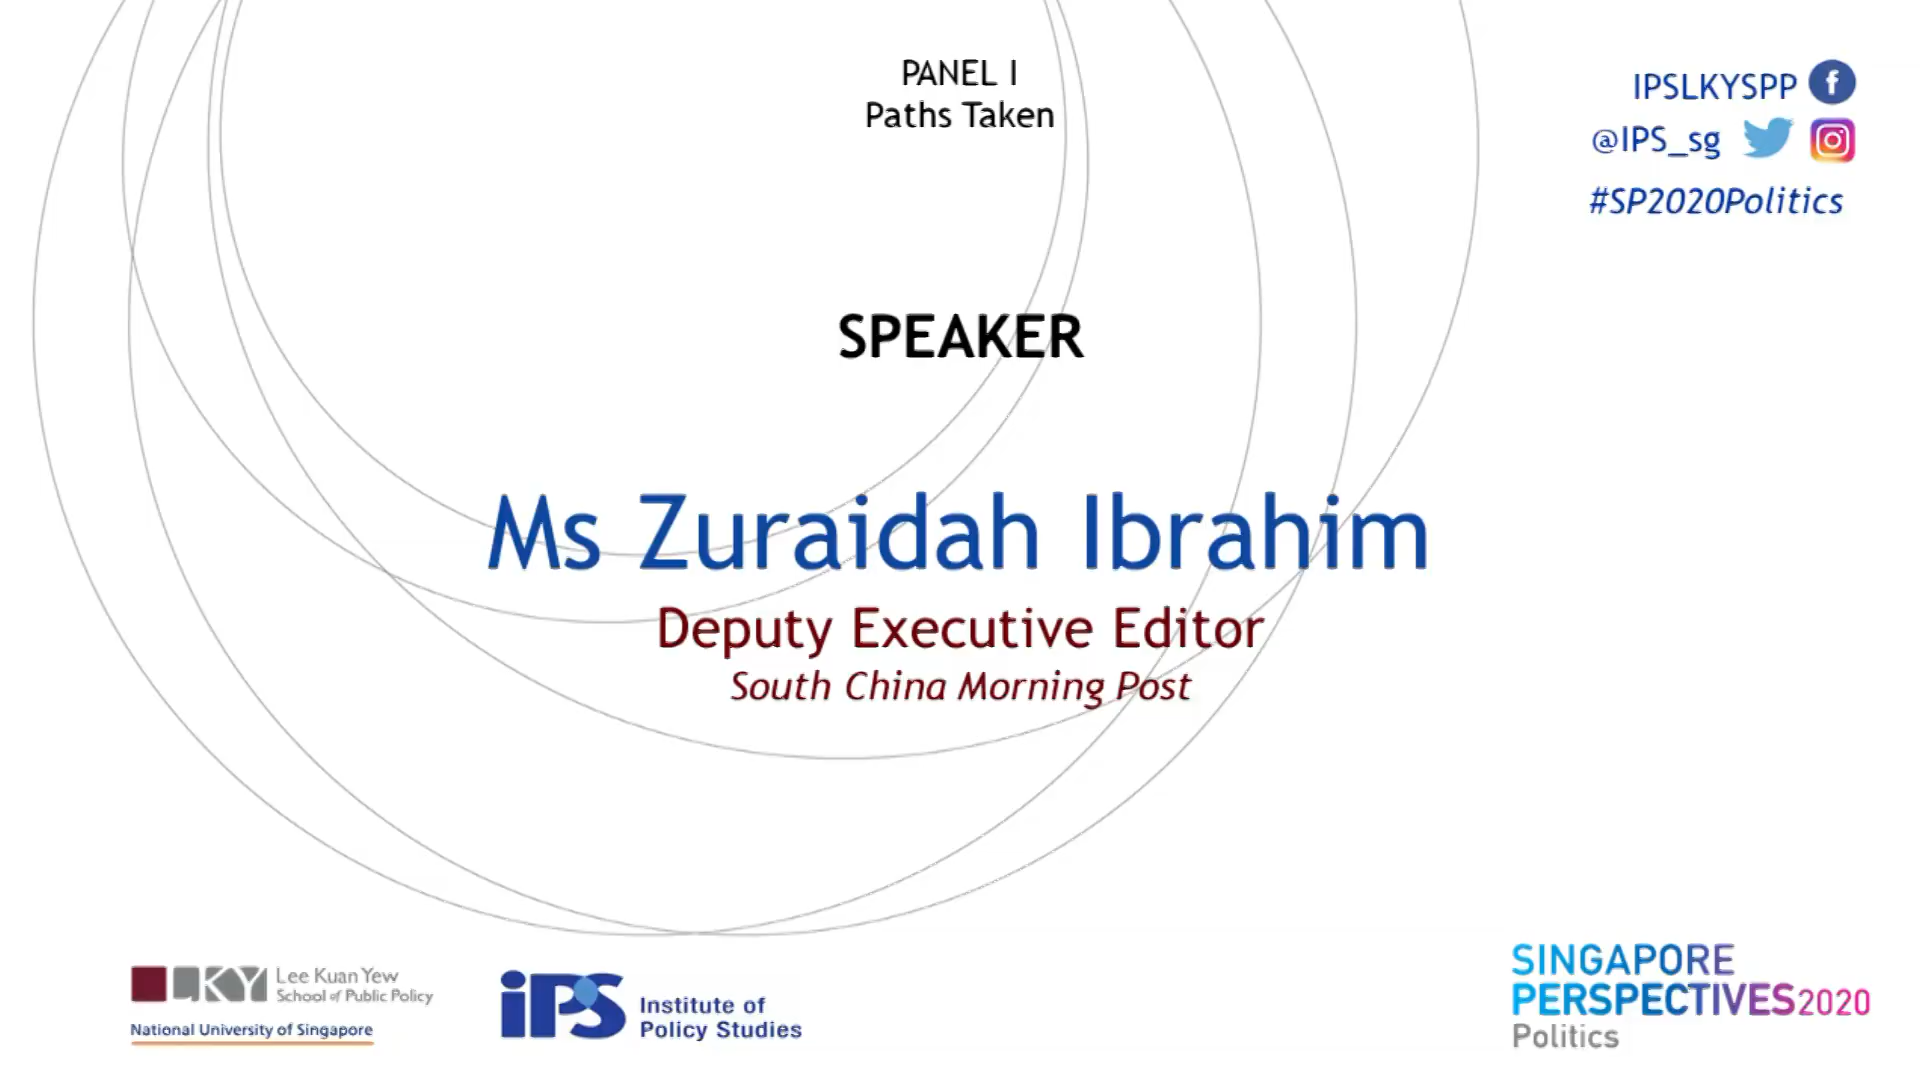 PANEL I
Paths Taken
IPSLKYSPP
@IPS_sg
#SP2020Politics
SPEAKER
Ms Zuraidah Ibrahim
Deputy Executive Editor
South China Morning Post
LKY
Lee Kuan Yew
School of Public Policy
National University of Singapore
iPS
Institute of
Policy Studies
SINGAPORE
PERSPECTIVES2020
Politics